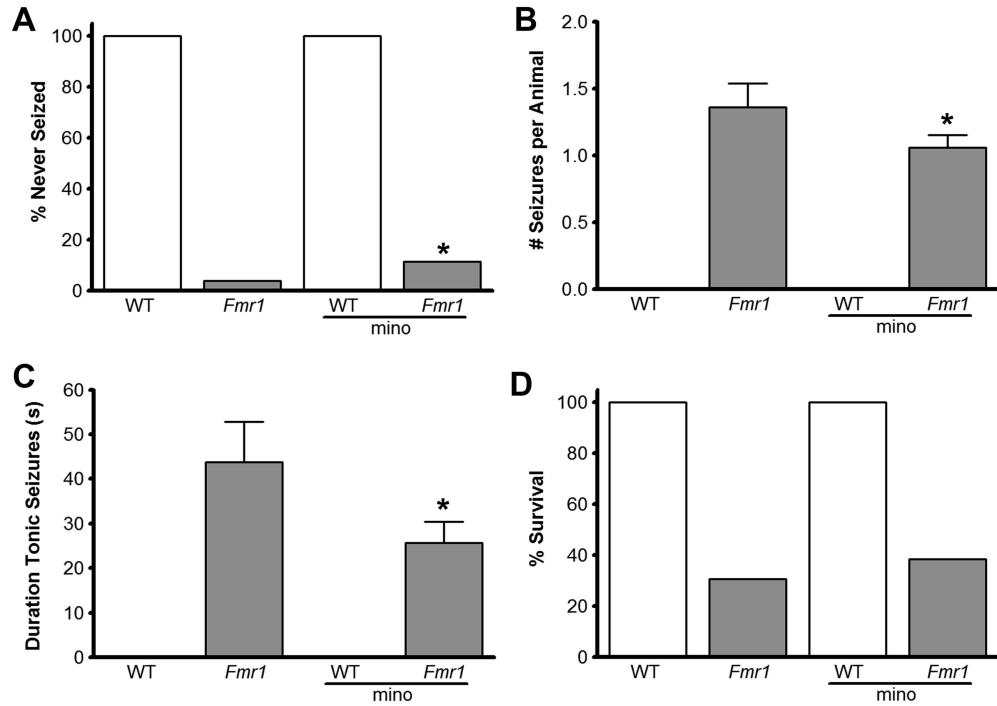 A
% Never Seized
100
80
60
40
20
0
*
WT Fmr1 WT Fmr1
mino
B
# Seizures per Animal
2.0
1.5
1.0
0.5
0.0
*
WT Fmr1 WT Fmr1
mino
C
Duration Tonic Seizures (s)
60
50
40
30
20
10
0
*
WT Fmr1 WT Fmr1
mino
D
% Survival
100
80
60
40
20
0
WT Fmr1 WT Fmr1
mino